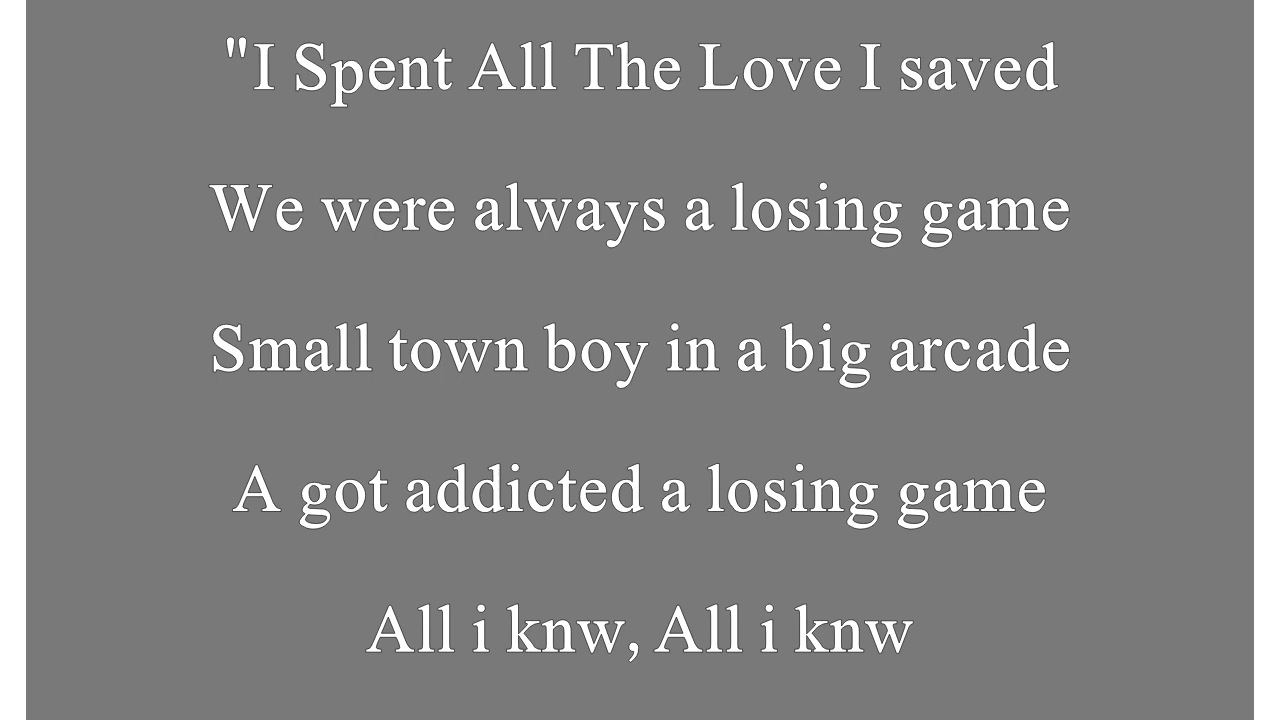 "I Spent All The Love I saved
We were always a losing game
Small town boy in a big arcade
A got addicted a losing game
All i knw, All i knw